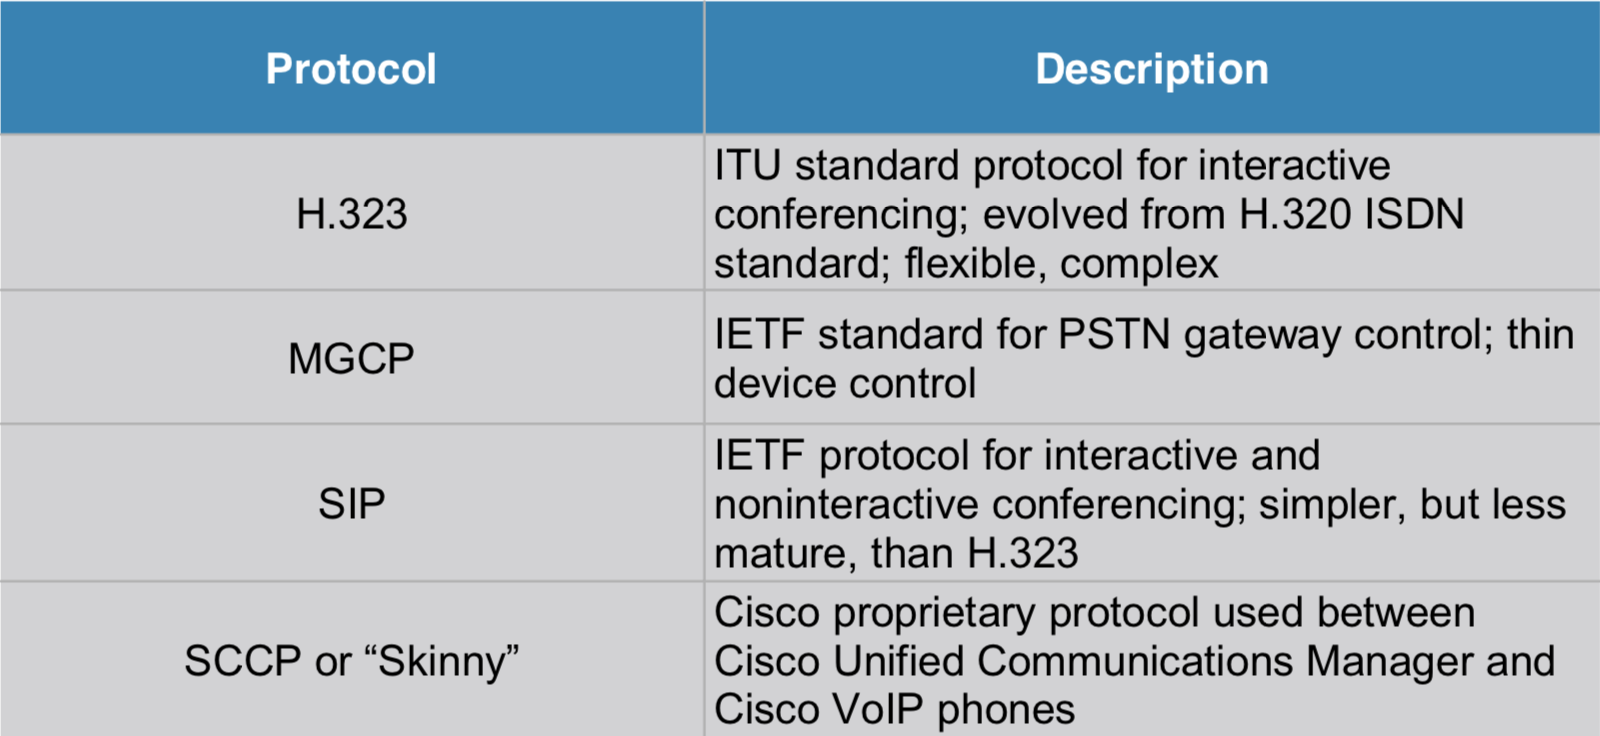 Protocol
Description
H.323
ITU standard protocol for interactive
conferencing; evolved from H.320 ISDN
standard; flexible, complex
MGCP
IETF standard for PSTN gateway control; thin
device control
SIP
IETF protocol for interactive and
noninteractive conferencing; simpler, but less
mature, than H.323
SCCP or “Skinny”
Cisco proprietary protocol used between
Cisco Unified Communications Manager and
Cisco VoIP phones